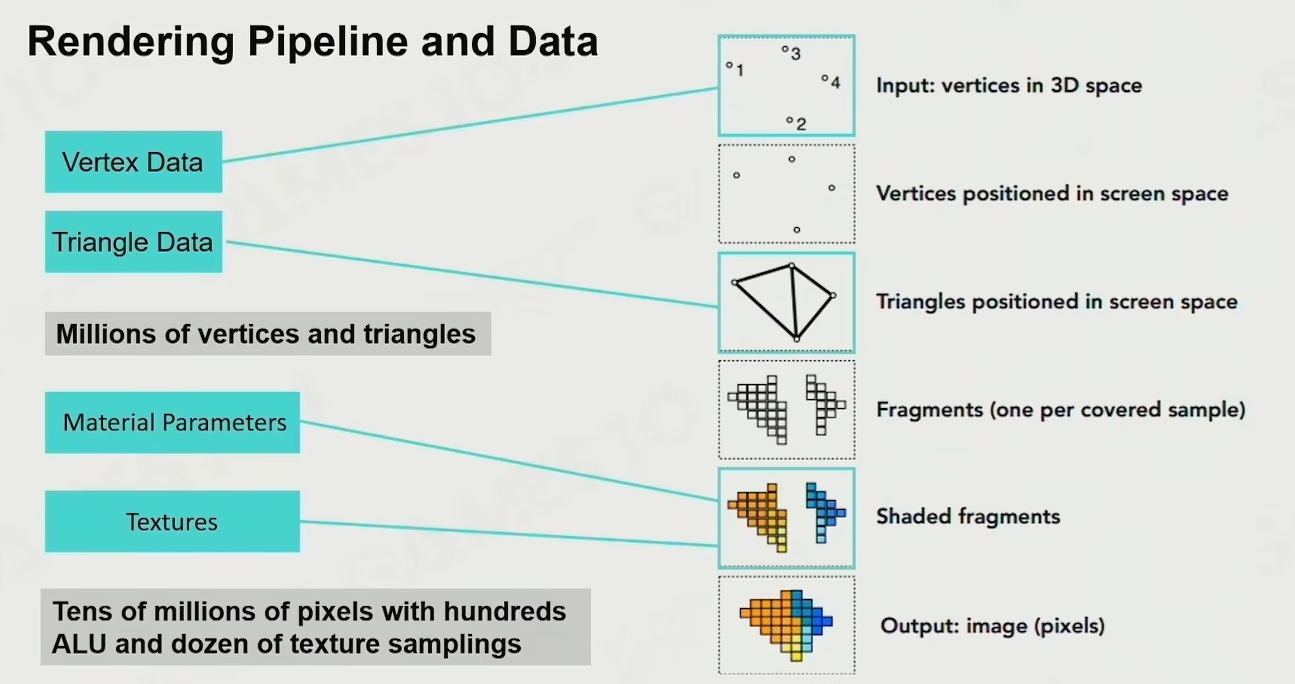 Rendering Pipeline and Data
Vertex Data
Triangle Data
Millions of vertices and triangles
Material Parameters
Textures
Tens of millions of pixels with hundreds
ALU and dozen of texture samplings
1
3
4
2
Input: vertices in 3D space
Vertices positioned in screen space
Triangles positioned in screen space
Fragments (one per covered sample)
Shaded fragments
Output: image (pixels)